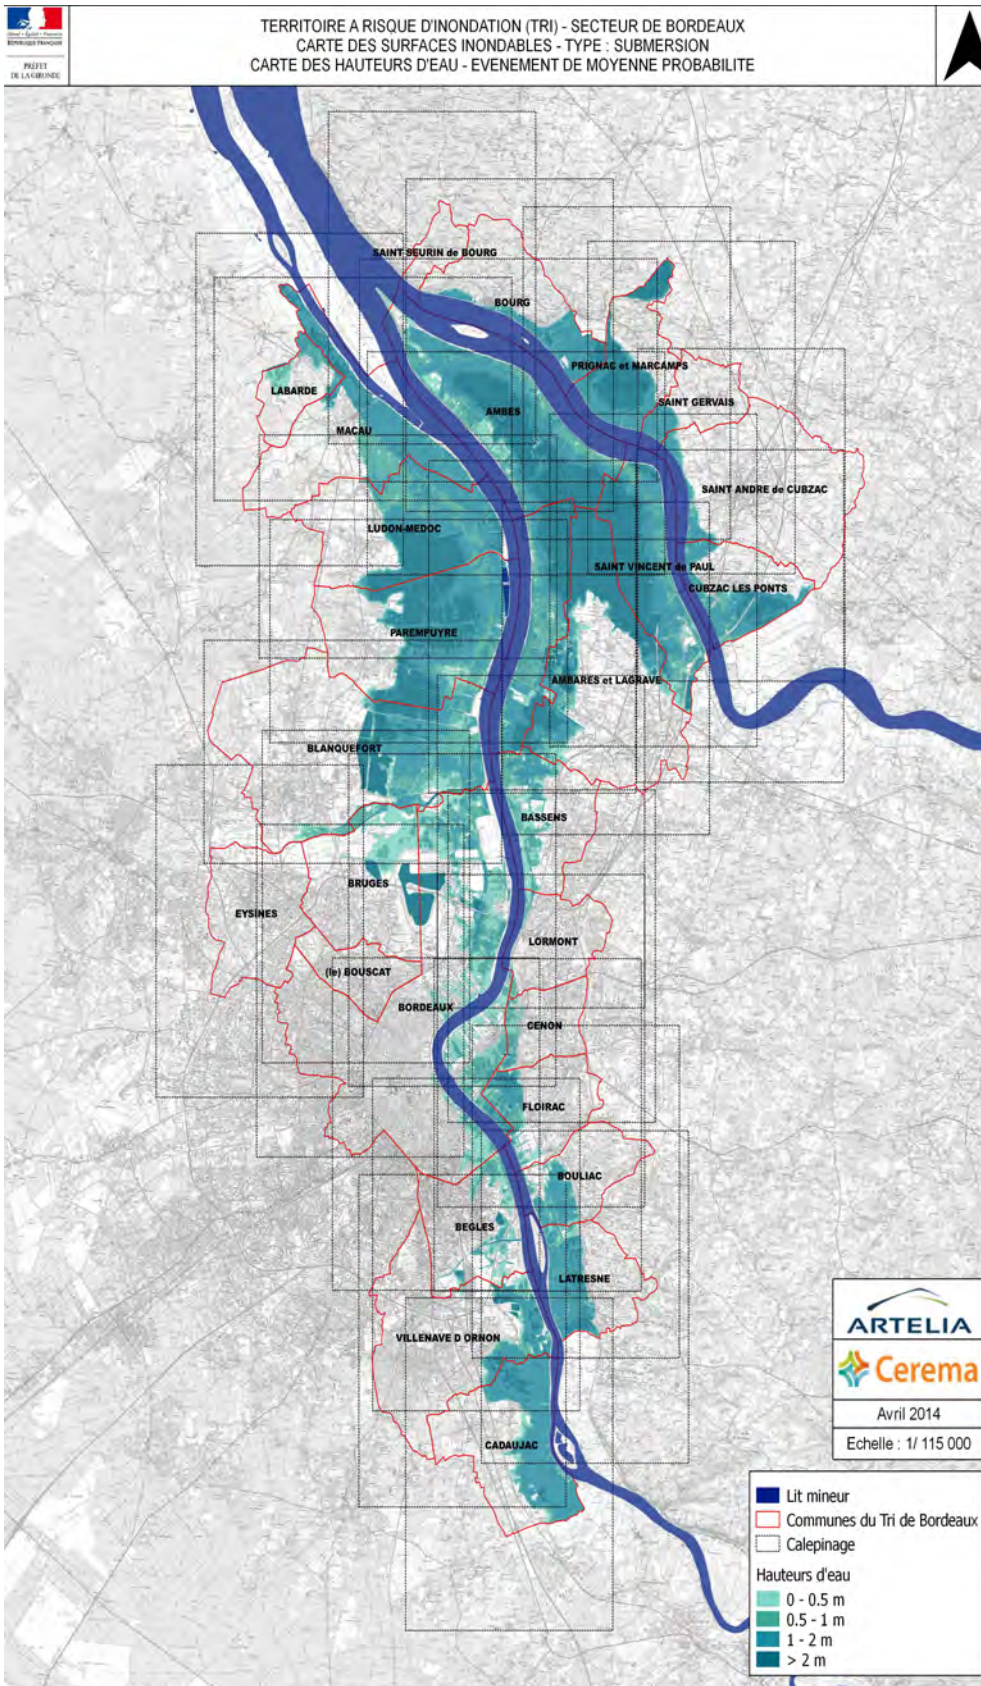 RÉPUBLIQUE FRANÇAISE
PRÉFET
DE LA GIRONDE
TERRITOIRE A RISQUE D'INONDATION (TRI) - SECTEUR DE BORDEAUX
CARTE DES SURFACES INONDABLES - TYPE : SUBMERSION
CARTE DES HAUTEURS D'EAU - EVENEMENT DE MOYENNE PROBABILITE
SAINT SEURIN de BOURG
BOURG
PRIGNAC et MARCAMPS
LABARDE
SAINT GERVAIS
AMBES
MACAU
SAINT ANDRE de CUBZAC
LUDON-MEDOC
SAINT VINCENT de PAUL
CUBZAC LES PONTS
PAREMPUYRE
AMBARES et LAGRAVE
BLANQUEFORT
BASSENS
BRUGES
EYSINES
LORMONT
(le) BOUSCAT
BORDEAUX
CENON
FLOIRAC
BOULIAC
BEGLES
LATRESNE
VILLENAVE D ORNON
CADAUJAC
ARTELIA
Cerema
Avril 2014
Echelle : 1/ 115 000
Lit mineur
Communes du Tri de Bordeaux
Calepinage
Hauteurs d'eau
0 - 0.5 m
0.5 - 1 m
1 - 2 m
> 2 m